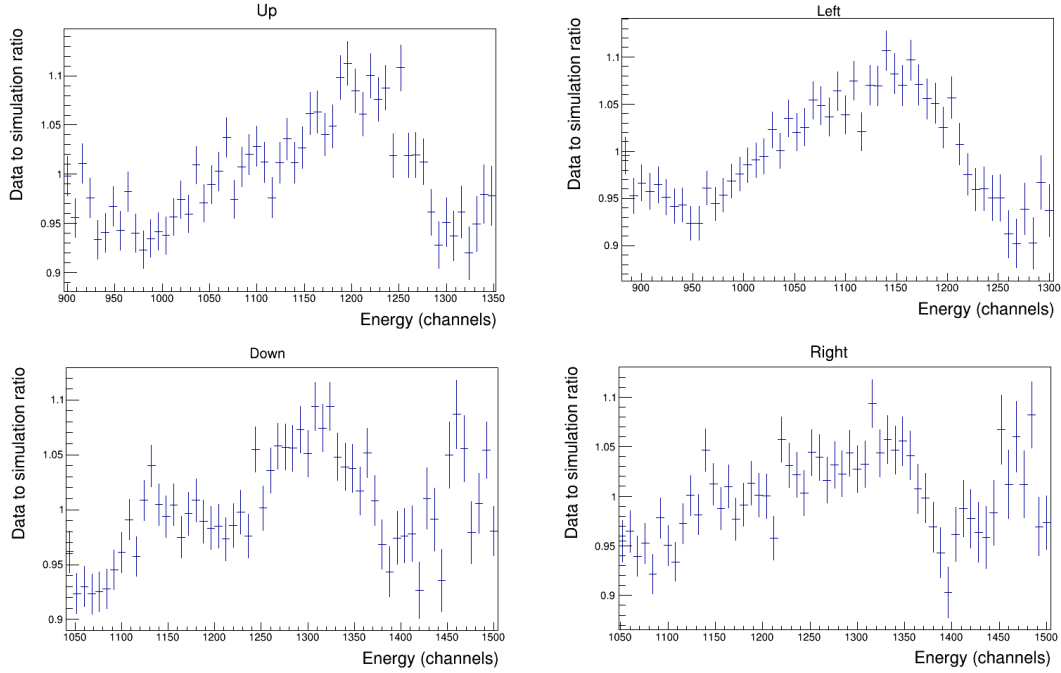 Up
Data to simulation ratio
1.1
1.05
1
0.95
0.9
900 950 1000 1050 1100 1150 1200 1250 1300 1350
Energy (channels)
Left
Data to simulation ratio
1.1
1.05
1
0.95
0.9
900 950 1000 1050 1100 1150 1200 1250 1300
Energy (channels)
Down
Data to simulation ratio
1.1
1.05
1
0.95
0.9
1050 1100 1150 1200 1250 1300 1350 1400 1450 1500
Energy (channels)
Right
Data to simulation ratio
1.1
1.05
1
0.95
0.9
1050 1100 1150 1200 1250 1300 1350 1400 1450 1500
Energy (channels)